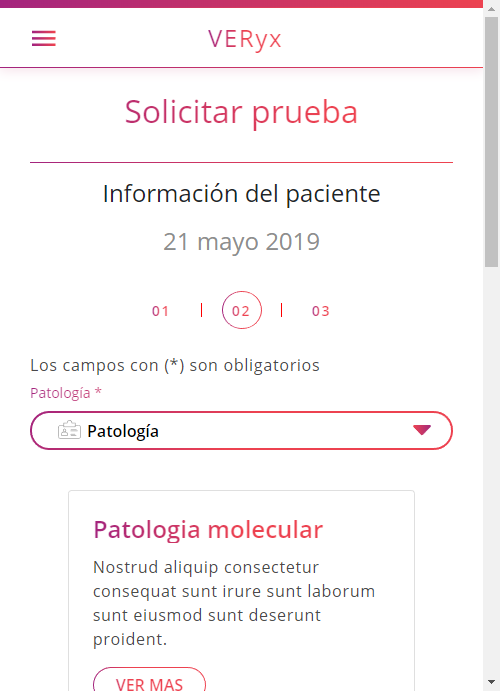 VERyx
Solicitar prueba
Información del paciente
21 mayo 2019
01 | 02 | 03
Los campos con (*) son obligatorios
Patología *
Patología
Patologia molecular
Nostrud aliquip consectetur
consequat sunt irure sunt laborum
sunt eiusmod sunt deserunt
proident.
VER MAS